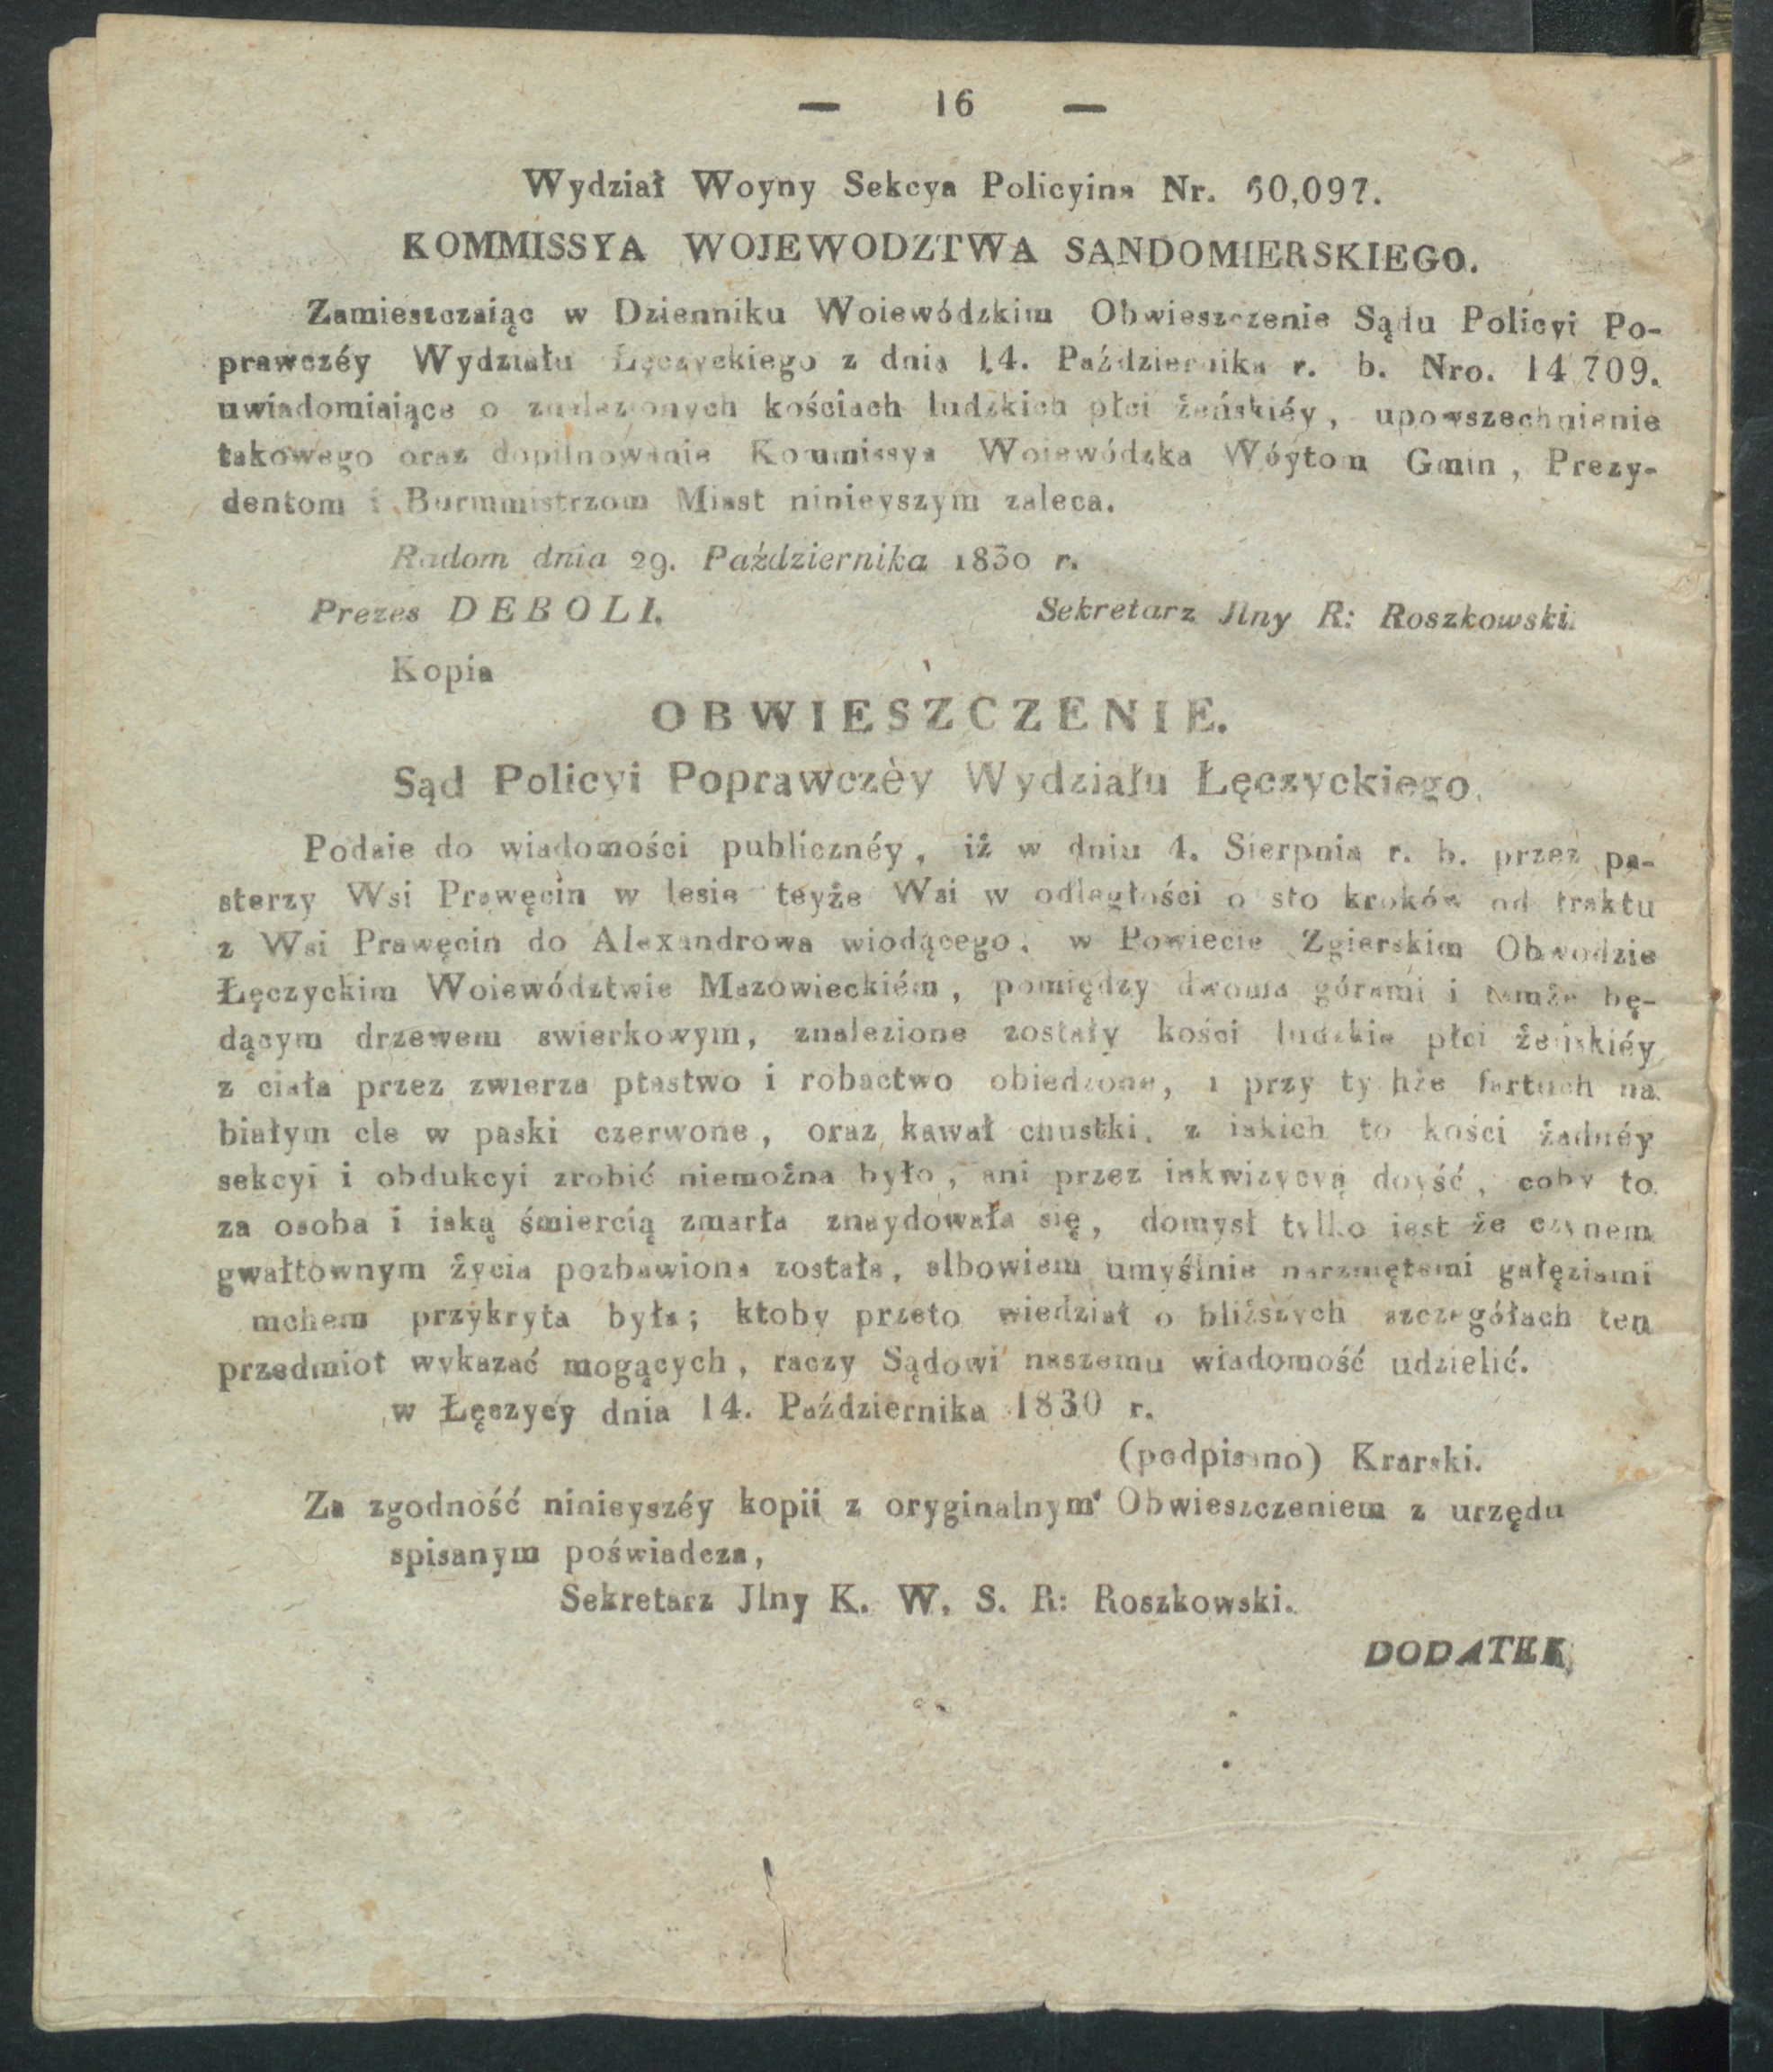 — 16 —
Wydział Woyny Sekcya Policyina Nr. 60,097.
KOMMISSYA WOJEWODZTWA SANDOMIERSKIEGO.
Zamieszczaiąc w Dzienniku Woiewódzkim Obwieszczenie Sądu Policyi Po-
prawczéy Wydziału Łęczyckiego z dnia 14. Października r. b. Nro. 14 709.
uwiadomiaiące o znalezionych kościach ludzkich płci żeńskiéy, upowszechnienie
takowego oraz dopilnowanie Kommissya Woiewódzka Wóytom Gmin, Prezy-
dentom i Burmmistrzom Miast ninieyszym zaleca.
Radom dnia 29. Października 1830 r.
Prezes DEBOLI. Sekretarz Jlny R: Roszkowski.
Kopia
OBWIESZCZENIE.
Sąd Policyi Poprawczèy Wydziału Łęczyckiego.
Podaie do wiadomości publicznéy, iż w dniu 4. Sierpnia r. b. przez pa-
sterzy Wsi Prawęcin w lesie teyże Wsi w odległości o sto kroków od traktu
z Wsi Prawęcin do Alexandrowa wiodącego, w Powiecie Zgierskim Obwodzie
Łęczyckim Woiewództwie Mazowieckiém, pomiędzy dwoma górami i tamże bę-
dącym drzewem swierkowym, znalezione zostały kości ludzkie płci żeńskiéy
z ciała przez zwierza ptastwo i robactwo obiedzone, i przy tychże fartuch na
białym cle w paski czerwone, oraz kawał chustki, z iakich to kości żadnéy
sekcyi i obdukcyi zrobić niemożna było, ani przez inkwizycyą doyść, coby to
za osoba i iaką śmiercią zmarła znaydowała się, domysł tylko iest że czynem
gwałtownym życia pozbawiona została, albowiem umyślnie narzniętemi gałęziami
mchem przykryta była; ktoby przeto wiedział o bliższych szczegółach ten
przedmiot wykazać mogących, raczy Sądowi naszemu wiadomość udzielić.
w Łęczycy dnia 14. Października 1830 r.
(podpisano) Krarski.
Za zgodność ninieyszéy kopii z oryginalnym Obwieszczeniem z urzędu
spisanym poświadcza,
Sekretarz Jlny K. W. S. R: Roszkowski.
DODATEK